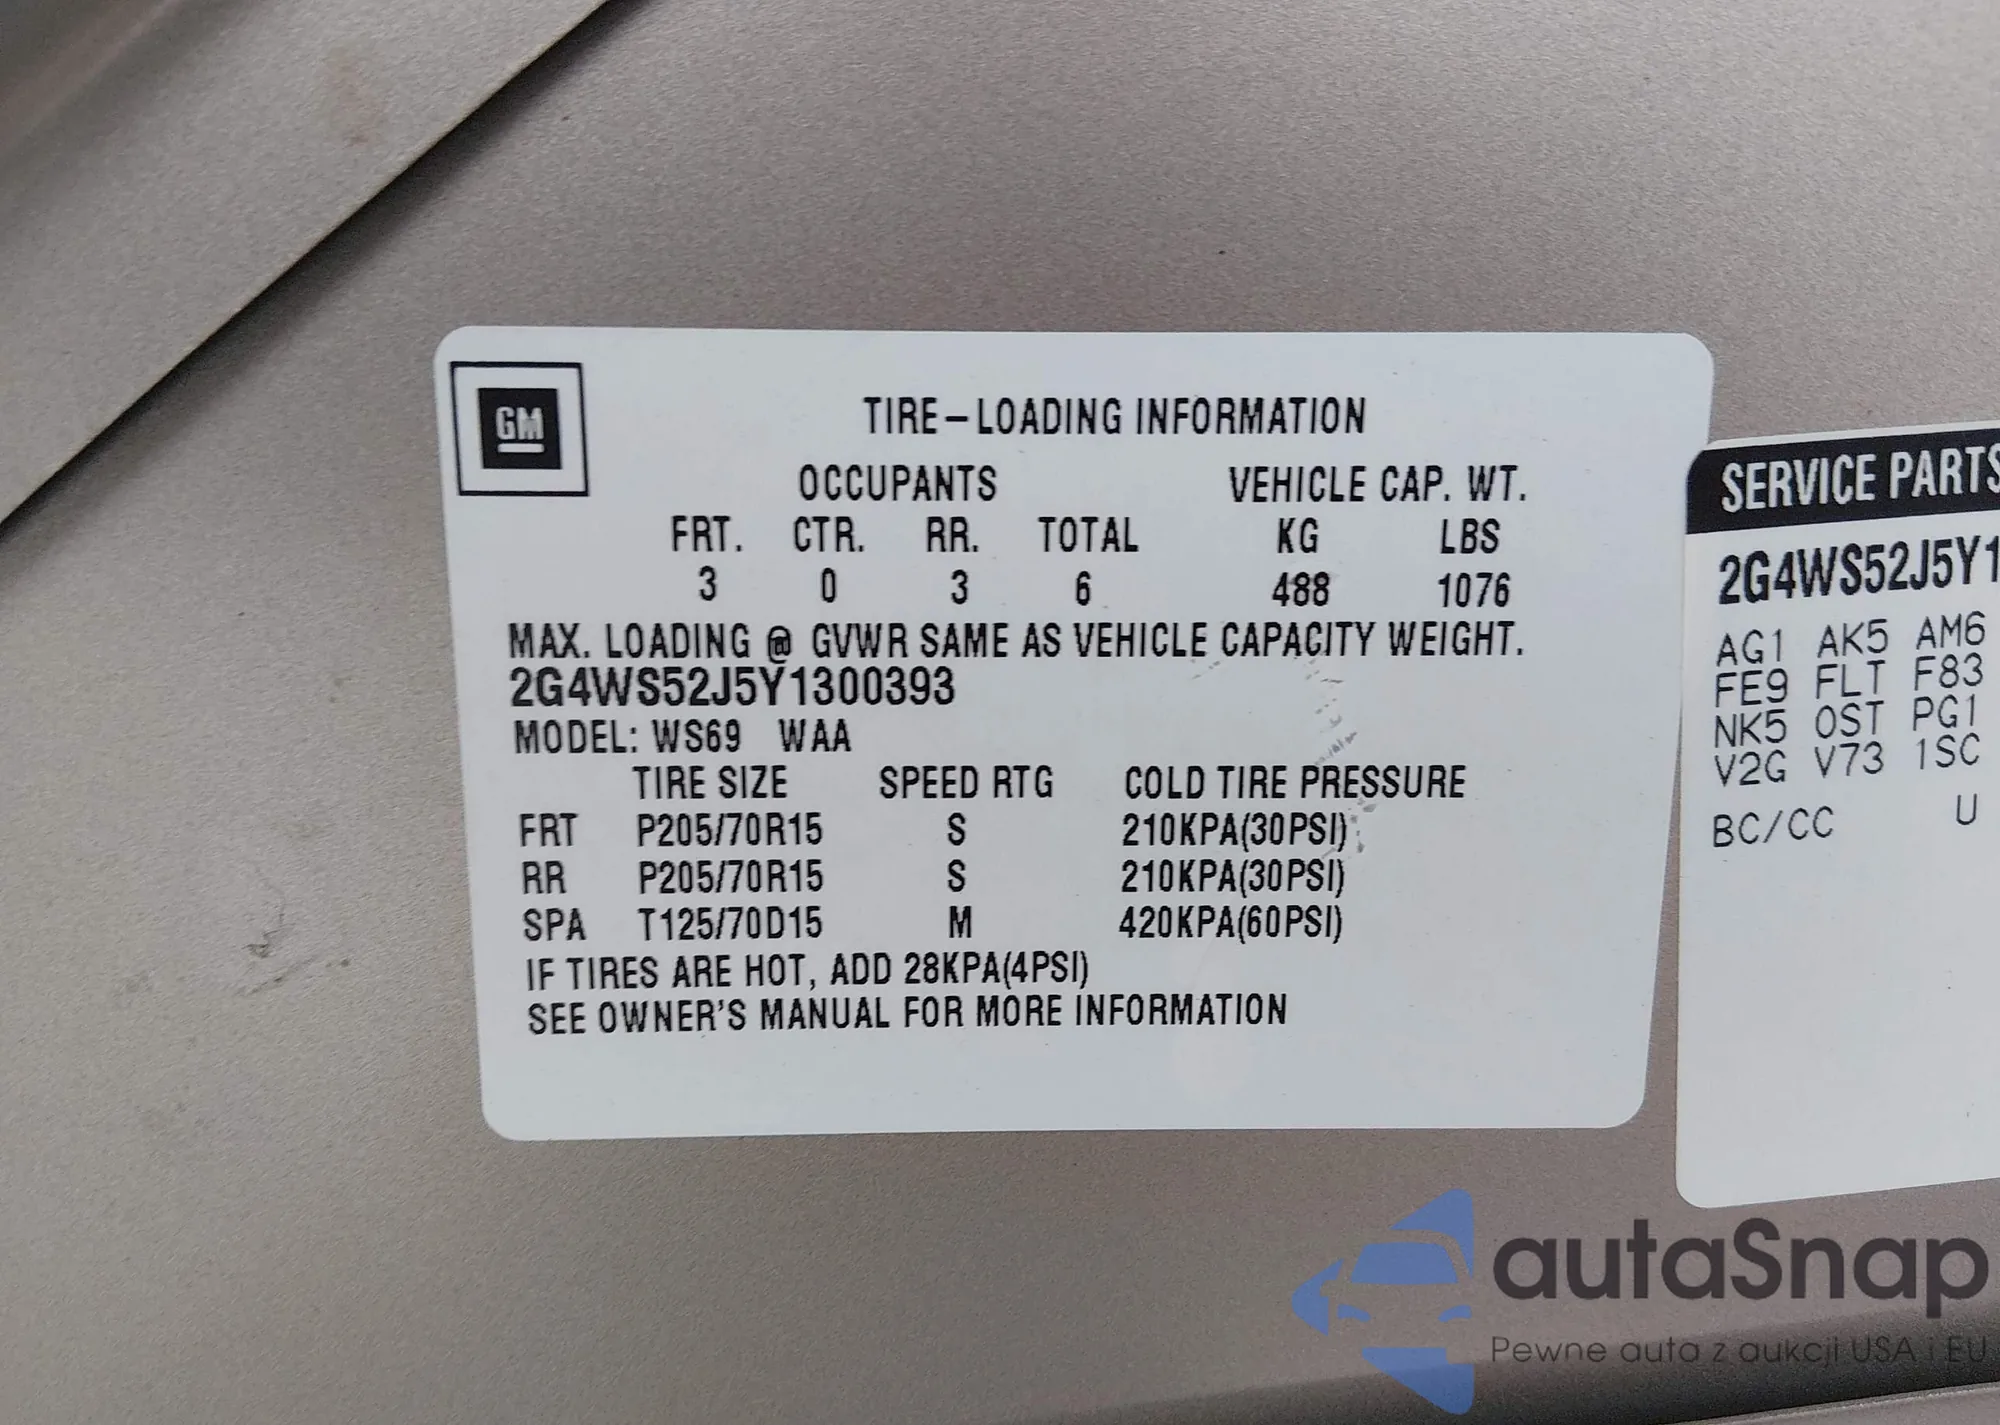 GM
TIRE-LOADING INFORMATION
OCCUPANTS VEHICLE CAP. WT.
FRT. CTR. RR. TOTAL KG LBS
3 0 3 6 488 1076
MAX. LOADING @ GVWR SAME AS VEHICLE CAPACITY WEIGHT.
2G4WS52J5Y1300393
MODEL: WS69 WAA
TIRE SIZE SPEED RTG COLD TIRE PRESSURE
FRT P205/70R15 S 210KPA(30PSI)
RR P205/70R15 S 210KPA(30PSI)
SPA T125/70D15 M 420KPA(60PSI)
IF TIRES ARE HOT, ADD 28KPA(4PSI)
SEE OWNER'S MANUAL FOR MORE INFORMATION
SERVICE PARTS
2G4WS52J5Y1
AG1 AK5 AM6
FE9 FLT F83
NK5 OST PG1
V2G V73 1SC
BC/CC U
autaSnap
Pewne auta z aukcji USA i EU